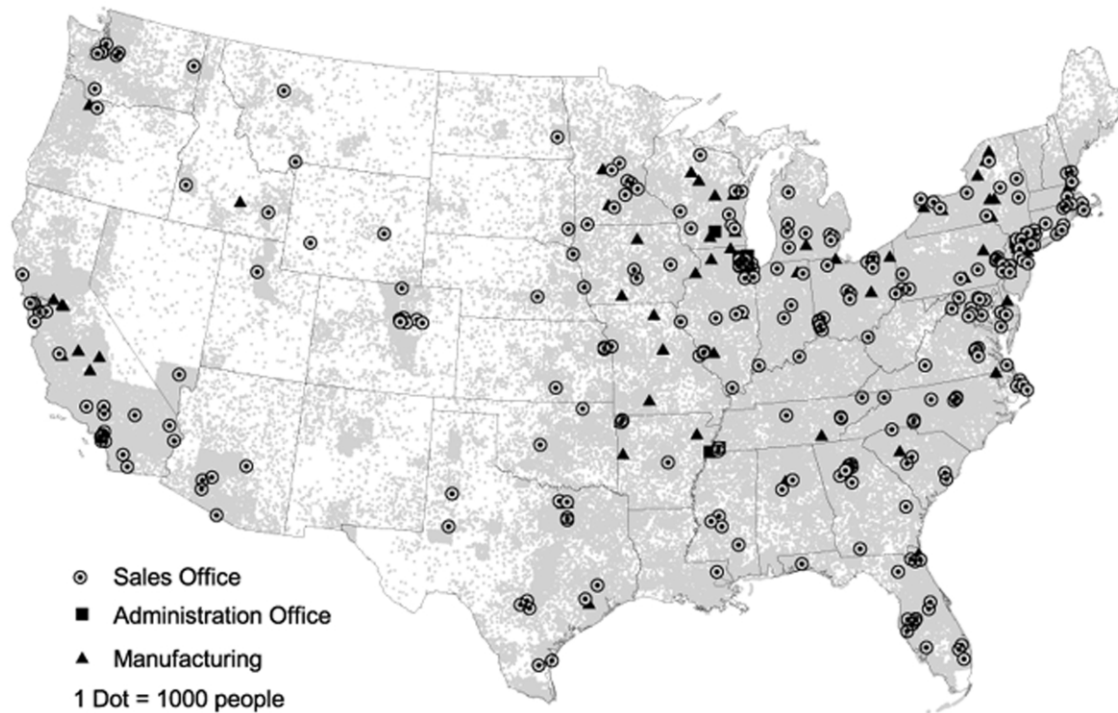 Sales Office
Administration Office
Manufacturing
1 Dot = 1000 people